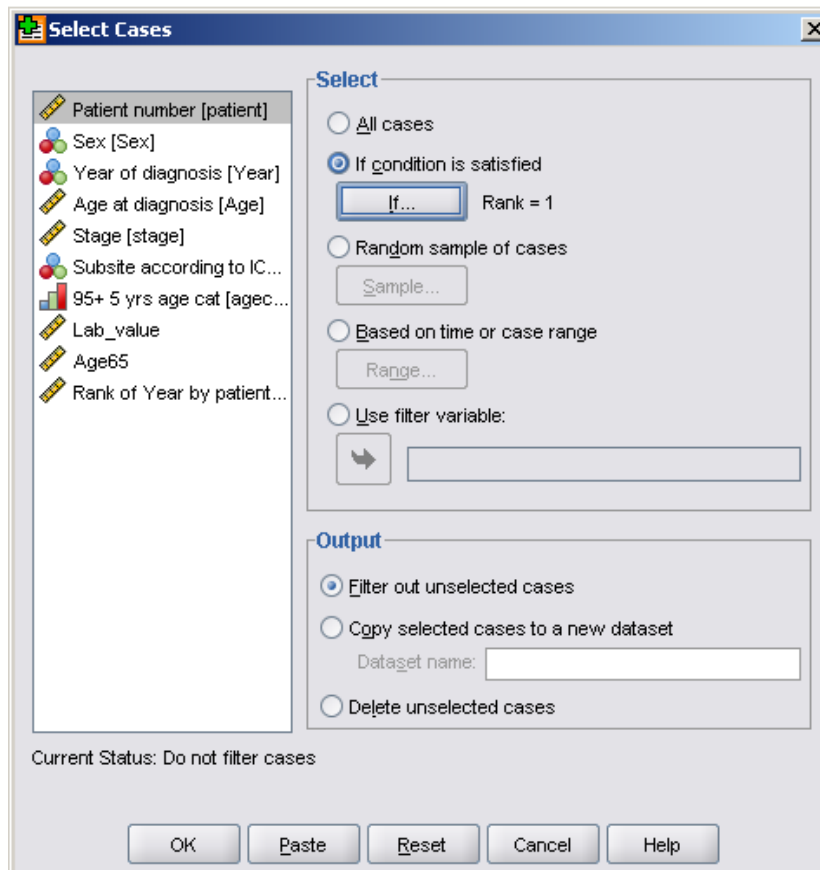 Select Cases
Patient number [patient]
Sex [Sex]
Year of diagnosis [Year]
Age at diagnosis [Age]
Stage [stage]
Subsite according to IC...
95+ 5 yrs age cat [agec...
Lab_value
Age65
Rank of Year by patient...
Select
All cases
If condition is satisfied
If... Rank = 1
Random sample of cases
Sample...
Based on time or case range
Range...
Use filter variable:
Output
Filter out unselected cases
Copy selected cases to a new dataset
Dataset name:
Delete unselected cases
Current Status: Do not filter cases
OK Paste Reset Cancel Help